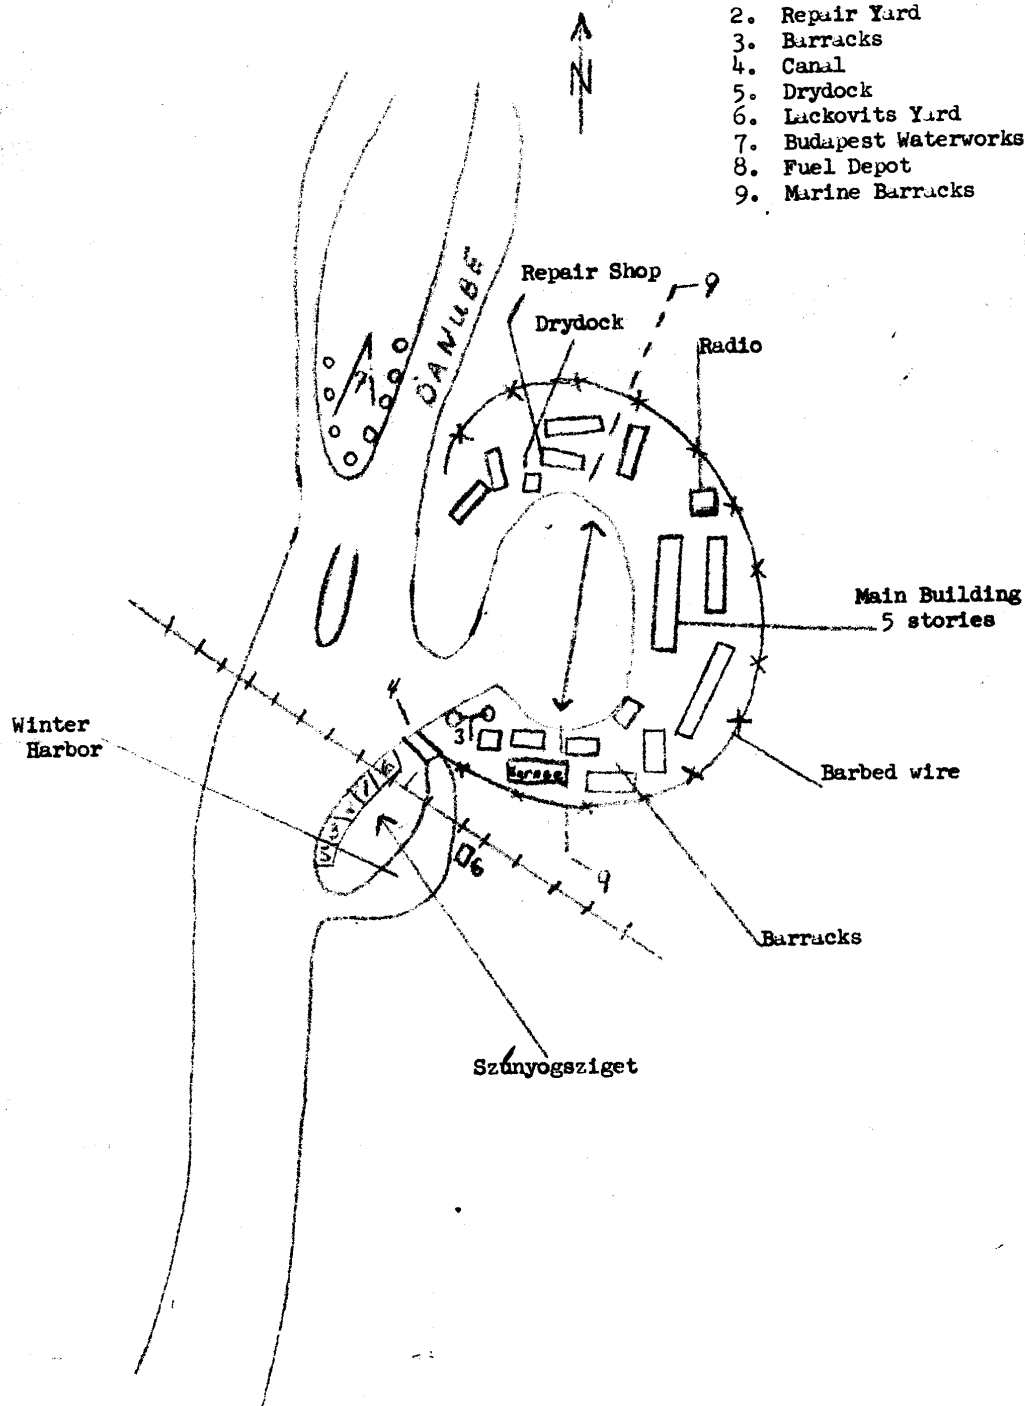 2. Repair Yard
3. Barracks
4. Canal
5. Drydock
6. Lackovits Yard
7. Budapest Waterworks
8. Fuel Depot
9. Marine Barracks
N
DANUBE
Repair Shop
9
Drydock
Radio
7
Main Building
5 stories
4
Winter
Harbor
3
Barbed wire
6
9
Barracks
Szúnyogsziget